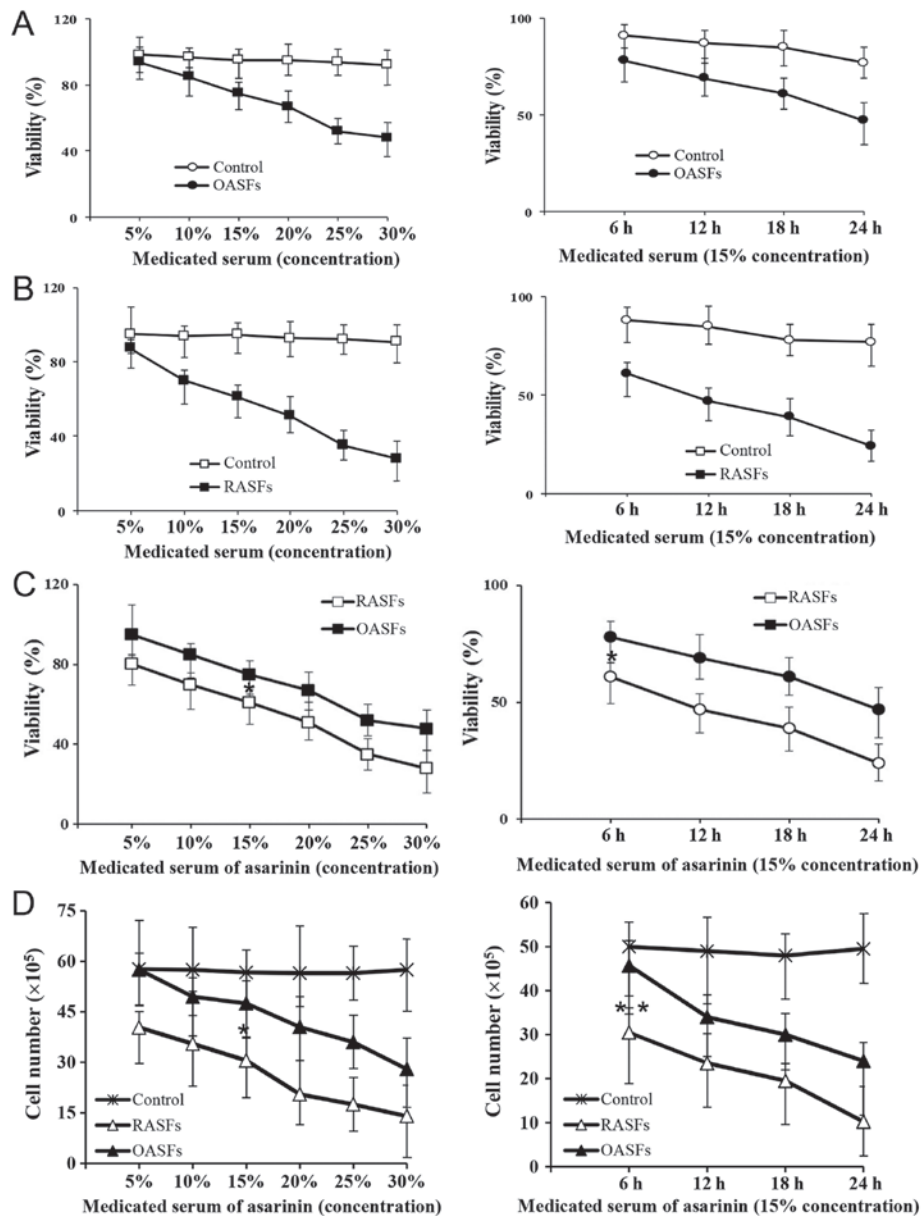 A
Viability (%)
120
80
40
0
Control
OASFs
5% 10% 15% 20% 25% 30%
Medicated serum (concentration)
Viability (%)
100
50
0
Control
OASFs
6 h 12 h 18 h 24 h
Medicated serum (15% concentration)
B
Viability (%)
120
80
40
0
Control
RASFs
5% 10% 15% 20% 25% 30%
Medicated serum (concentration)
Viability (%)
100
50
0
Control
RASFs
6 h 12 h 18 h 24 h
Medicated serum (15% concentration)
C
Viability (%)
120
80
40
0
RASFs
OASFs
*
5% 10% 15% 20% 25% 30%
Medicated serum of asarinin (concentration)
Viability (%)
100
50
0
RASFs
OASFs
*
6 h 12 h 18 h 24 h
Medicated serum of asarinin (15% concentration)
D
Cell number (×10⁵)
75
60
45
30
15
0
*
Control
RASFs
OASFs
5% 10% 15% 20% 25% 30%
Medicated serum of asarinin (concentration)
Cell number (×10⁵)
60
50
40
30
20
10
0
* *
Control
RASFs
OASFs
6 h 12 h 18 h 24 h
Medicated serum of asarinin (15% concentration)